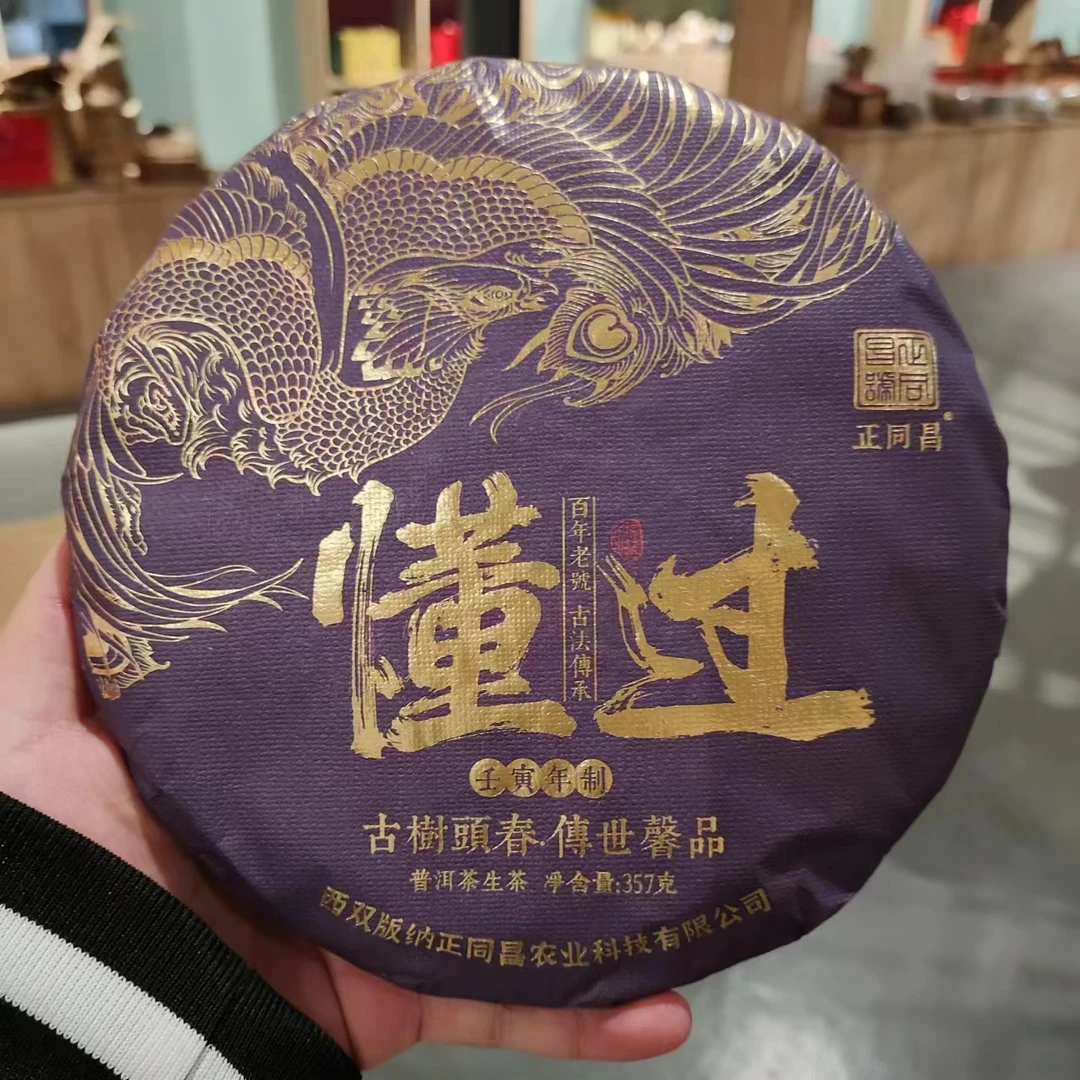 正同
昌號
正同昌
懂过
百年老號 古法傳承
壬寅年制
古樹頭春·傳世馨品
普洱茶生茶 凈含量:357克
西双版纳正同昌农业科技有限公司